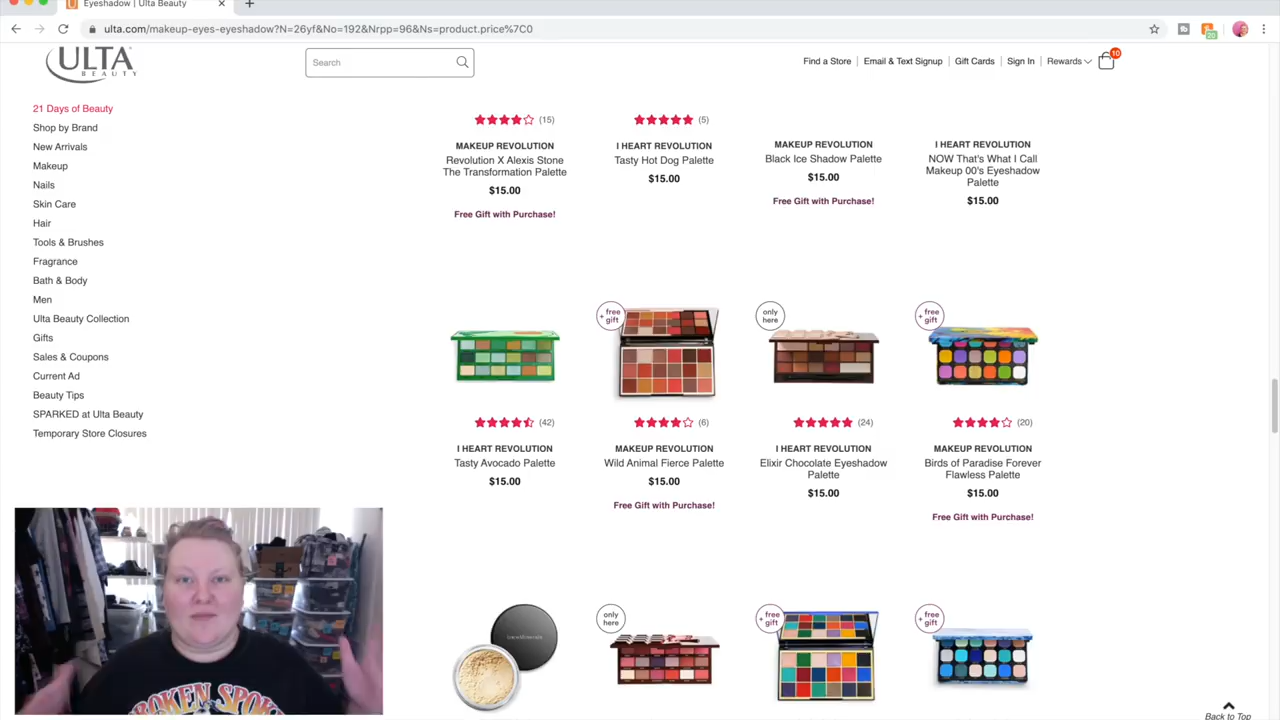 Eyeshadow | Ulta Beauty
ulta.com/makeup-eyes-eyeshadow?N=26yf&No=192&Nrpp=96&Ns=product.price%7C0
20
ULTA
BEAUTY
Search
Find a Store
Email & Text Signup
Gift Cards
Sign In
Rewards
10
21 Days of Beauty
Shop by Brand
New Arrivals
Makeup
Nails
Skin Care
Hair
Tools & Brushes
Fragrance
Bath & Body
Men
Ulta Beauty Collection
Gifts
Sales & Coupons
Current Ad
Beauty Tips
SPARKED at Ulta Beauty
Temporary Store Closures
(15)
MAKEUP REVOLUTION
Revolution X Alexis Stone
The Transformation Palette
$15.00
Free Gift with Purchase!
(5)
I HEART REVOLUTION
Tasty Hot Dog Palette
$15.00
MAKEUP REVOLUTION
Black Ice Shadow Palette
$15.00
Free Gift with Purchase!
I HEART REVOLUTION
NOW That's What I Call
Makeup 00's Eyeshadow
Palette
$15.00
(42)
I HEART REVOLUTION
Tasty Avocado Palette
$15.00
+ free
gift
(6)
MAKEUP REVOLUTION
Wild Animal Fierce Palette
$15.00
Free Gift with Purchase!
only
here
(24)
I HEART REVOLUTION
Elixir Chocolate Eyeshadow
Palette
$15.00
+ free
gift
(20)
MAKEUP REVOLUTION
Birds of Paradise Forever
Flawless Palette
$15.00
Free Gift with Purchase!
bareMinerals
only
here
+ free
gift
+ free
gift
BROKEN SPOKE
Back to Top